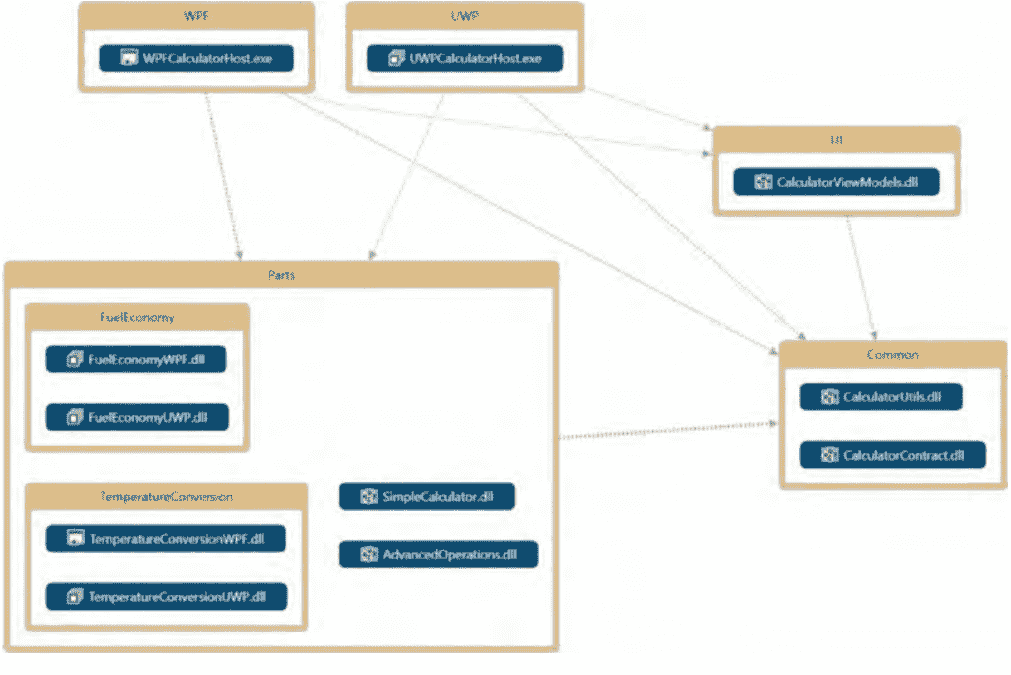 WPF
WPFCalculatorHost.exe
UWP
UWPCalculatorHost.exe
UI
CalculatorViewModels.dll
Parts
FuelEconomy
FuelEconomyWPF.dll
FuelEconomyUWP.dll
TemperatureConversion
TemperatureConversionWPF.dll
TemperatureConversionUWP.dll
SimpleCalculator.dll
AdvancedOperations.dll
Common
CalculatorUtils.dll
CalculatorContract.dll